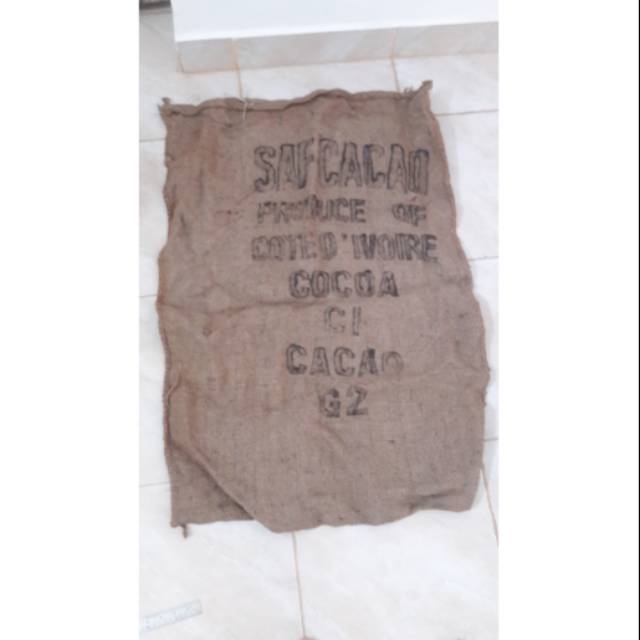 SAFCACAO
PRODUCE OF
COTE D'IVOIRE
COCOA
CI
CACAO
G2